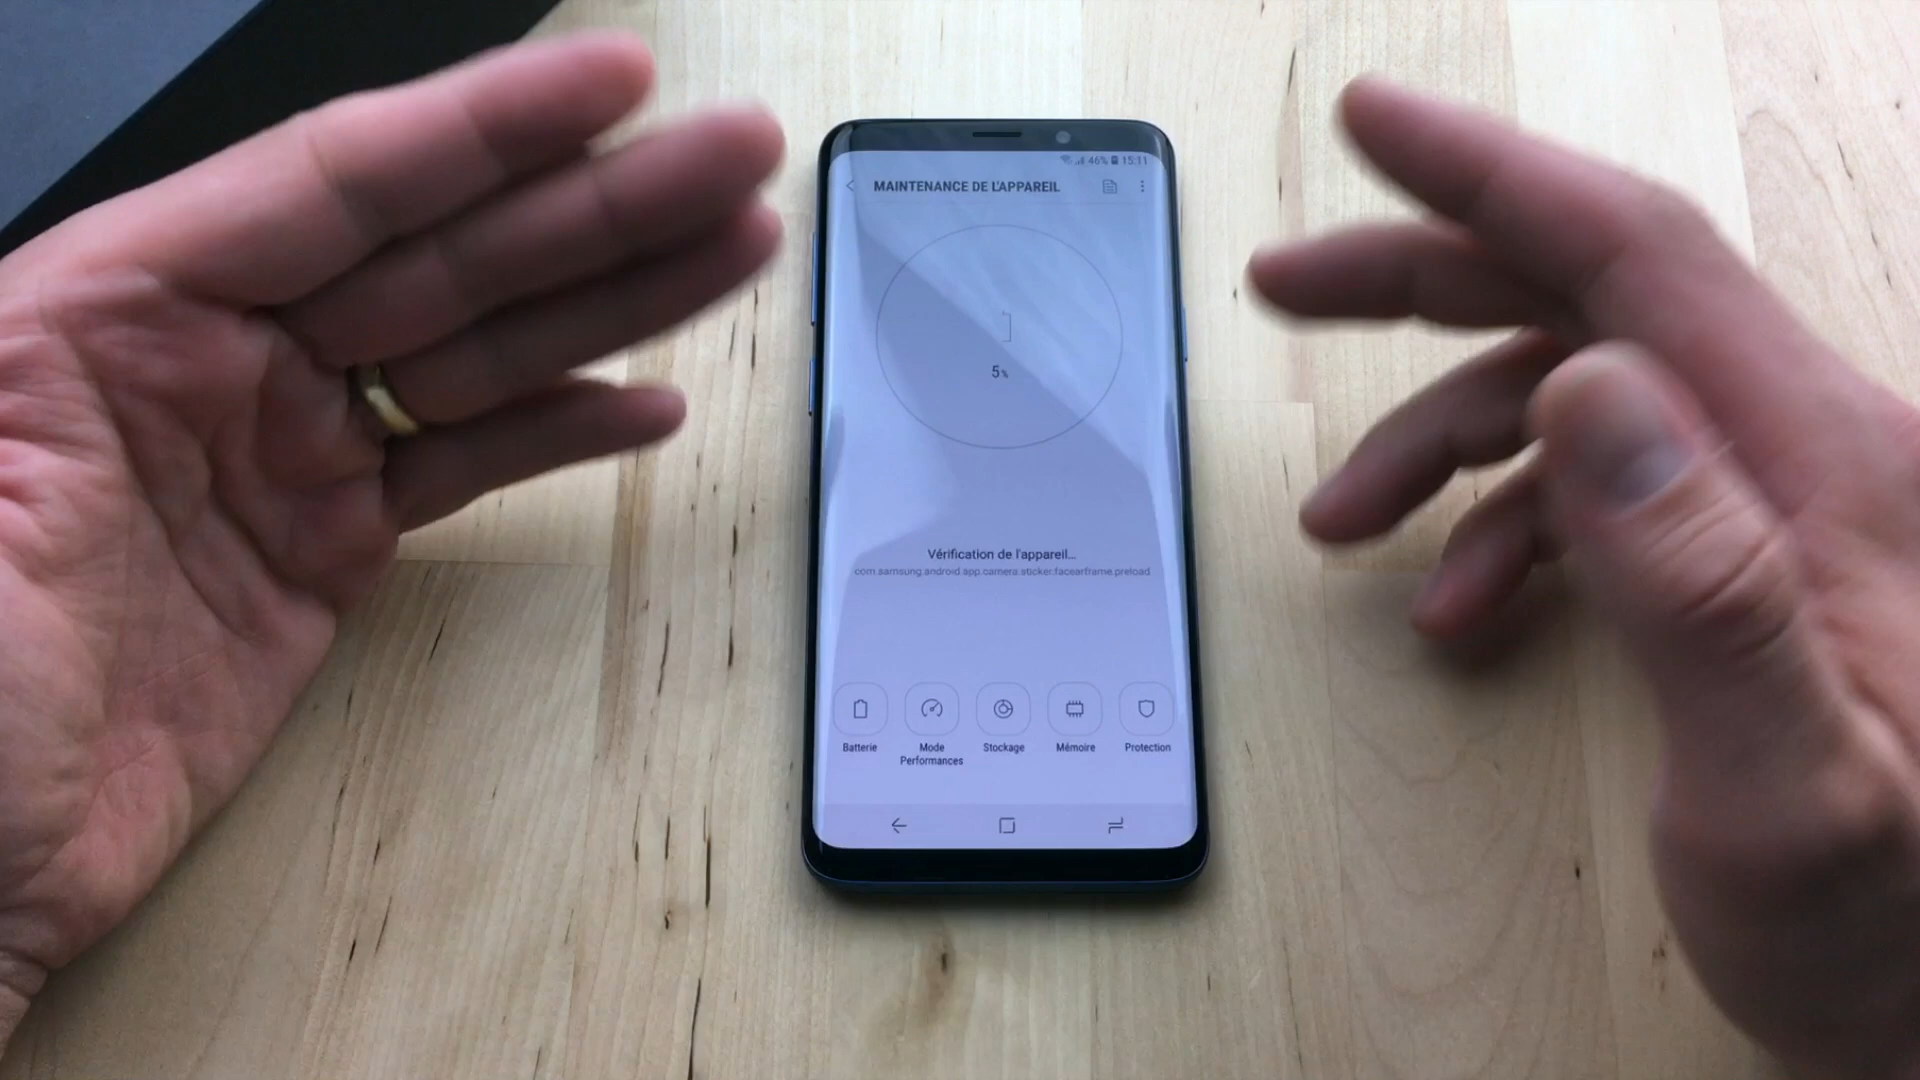 46% 15:11
MAINTENANCE DE L'APPAREIL
5%
Vérification de l'appareil...
com.samsung.android.app.camera.sticker.facearframe.preload
Batterie
Mode
Performances
Stockage
Mémoire
Protection